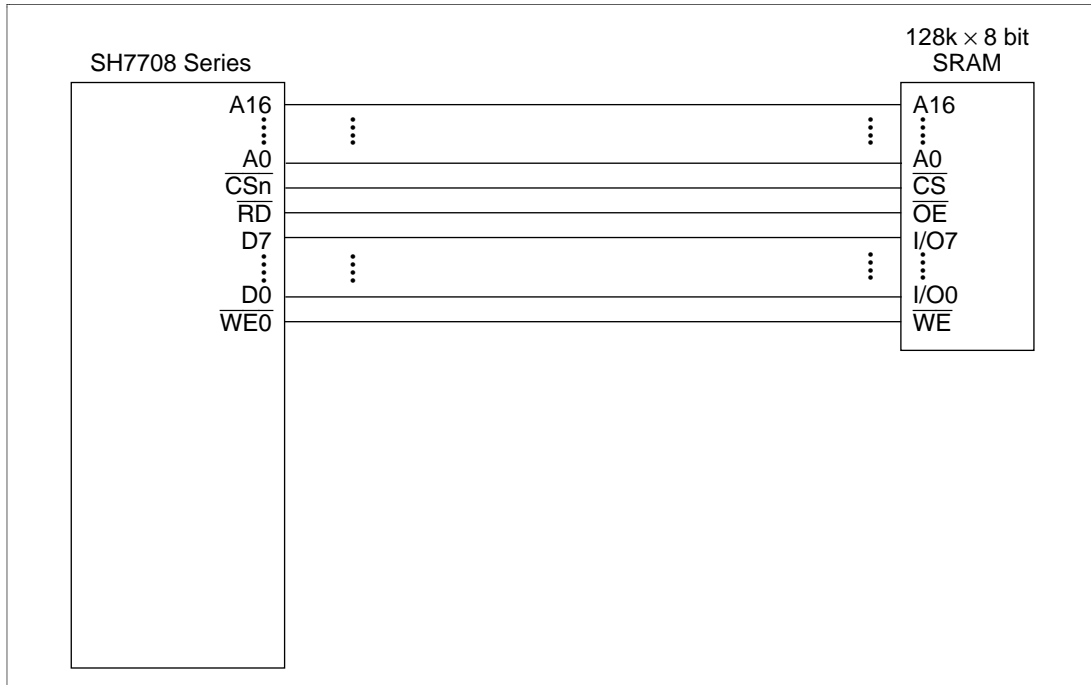 128k × 8 bit
SH7708 Series
SRAM
A16
A0
CSn
RD
D7
D0
WE0
A16
A0
CS
OE
I/O7
I/O0
WE